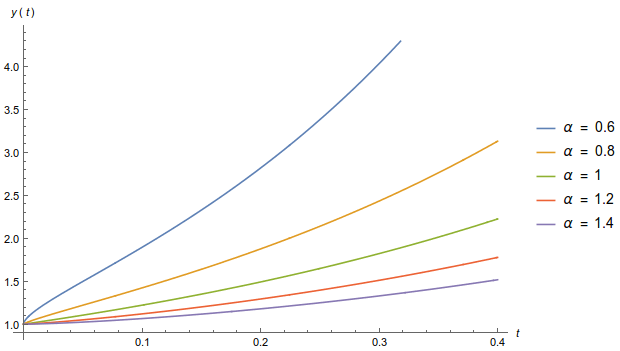 y(t)
4.0
3.5
3.0
2.5
2.0
1.5
1.0
0.1 0.2 0.3 0.4
t
α = 0.6
α = 0.8
α = 1
α = 1.2
α = 1.4